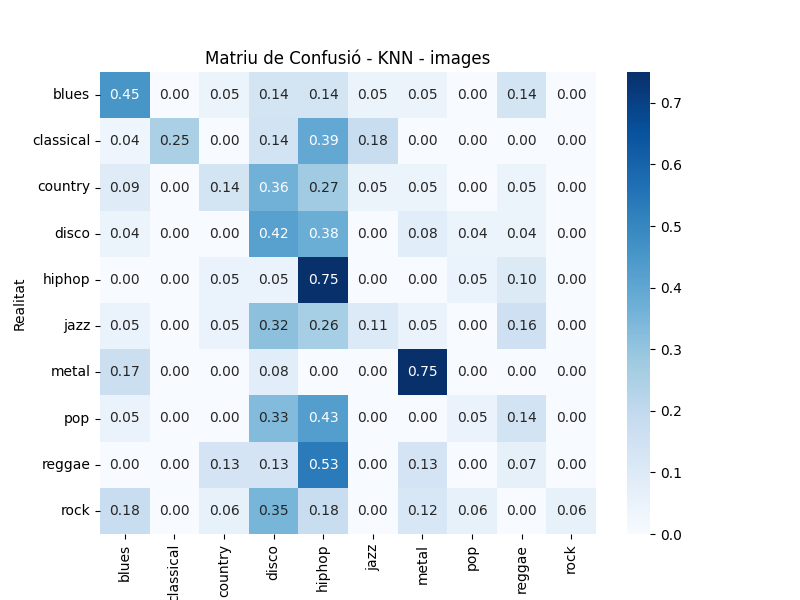 Matriu de Confusió - KNN - images
Realitat
blues 0.45 0.00 0.05 0.14 0.14 0.05 0.05 0.00 0.14 0.00
classical 0.04 0.25 0.00 0.14 0.39 0.18 0.00 0.00 0.00 0.00
country 0.09 0.00 0.14 0.36 0.27 0.05 0.05 0.00 0.05 0.00
disco 0.04 0.00 0.00 0.42 0.38 0.00 0.08 0.04 0.04 0.00
hiphop 0.00 0.00 0.05 0.05 0.75 0.00 0.00 0.05 0.10 0.00
jazz 0.05 0.00 0.05 0.32 0.26 0.11 0.05 0.00 0.16 0.00
metal 0.17 0.00 0.00 0.08 0.00 0.00 0.75 0.00 0.00 0.00
pop 0.05 0.00 0.00 0.33 0.43 0.00 0.00 0.05 0.14 0.00
reggae 0.00 0.00 0.13 0.13 0.53 0.00 0.13 0.00 0.07 0.00
rock 0.18 0.00 0.06 0.35 0.18 0.00 0.12 0.06 0.00 0.06
blues classical country disco hiphop jazz metal pop reggae rock
0.7
0.6
0.5
0.4
0.3
0.2
0.1
0.0